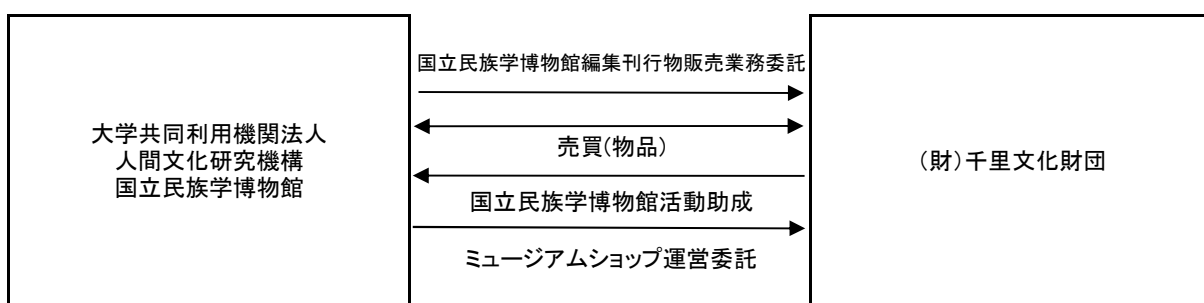 大学共同利用機関法人
人間文化研究機構
国立民族学博物館
国立民族学博物館編集刊行物販売業務委託
売買(物品)
国立民族学博物館活動助成
ミュージアムショップ運営委託
(財)千里文化財団